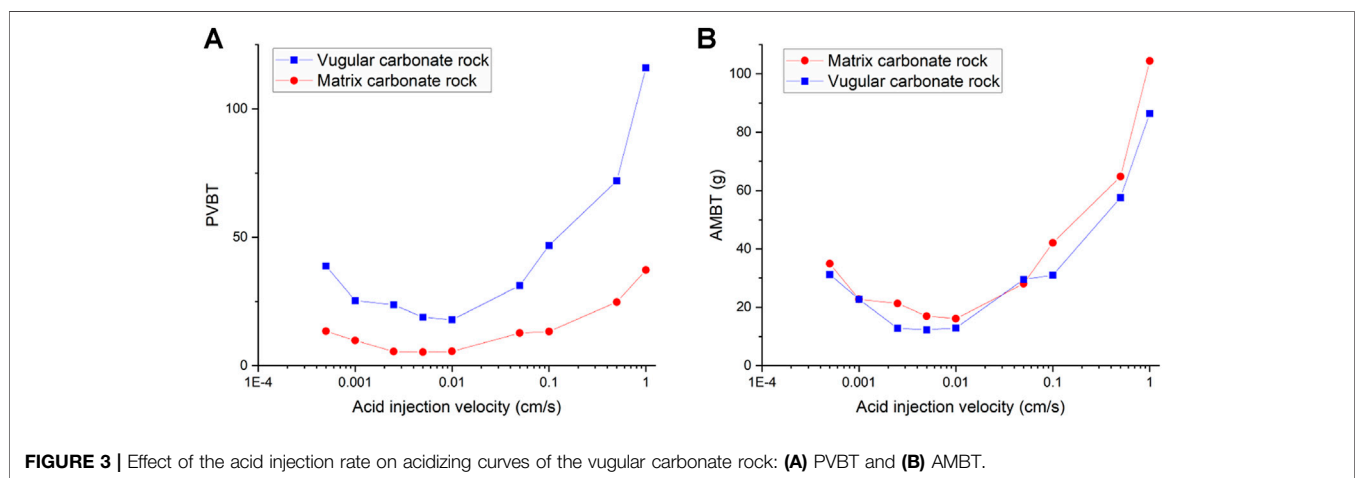 A
Vugular carbonate rock
Matrix carbonate rock
100
50
0
PVBT
1E-4 0.001 0.01 0.1 1
Acid injection velocity (cm/s)
B
Matrix carbonate rock
Vugular carbonate rock
100
80
60
40
20
0
AMBT (g)
1E-4 0.001 0.01 0.1 1
Acid injection velocity (cm/s)
FIGURE 3 | Effect of the acid injection rate on acidizing curves of the vugular carbonate rock: (A) PVBT and (B) AMBT.